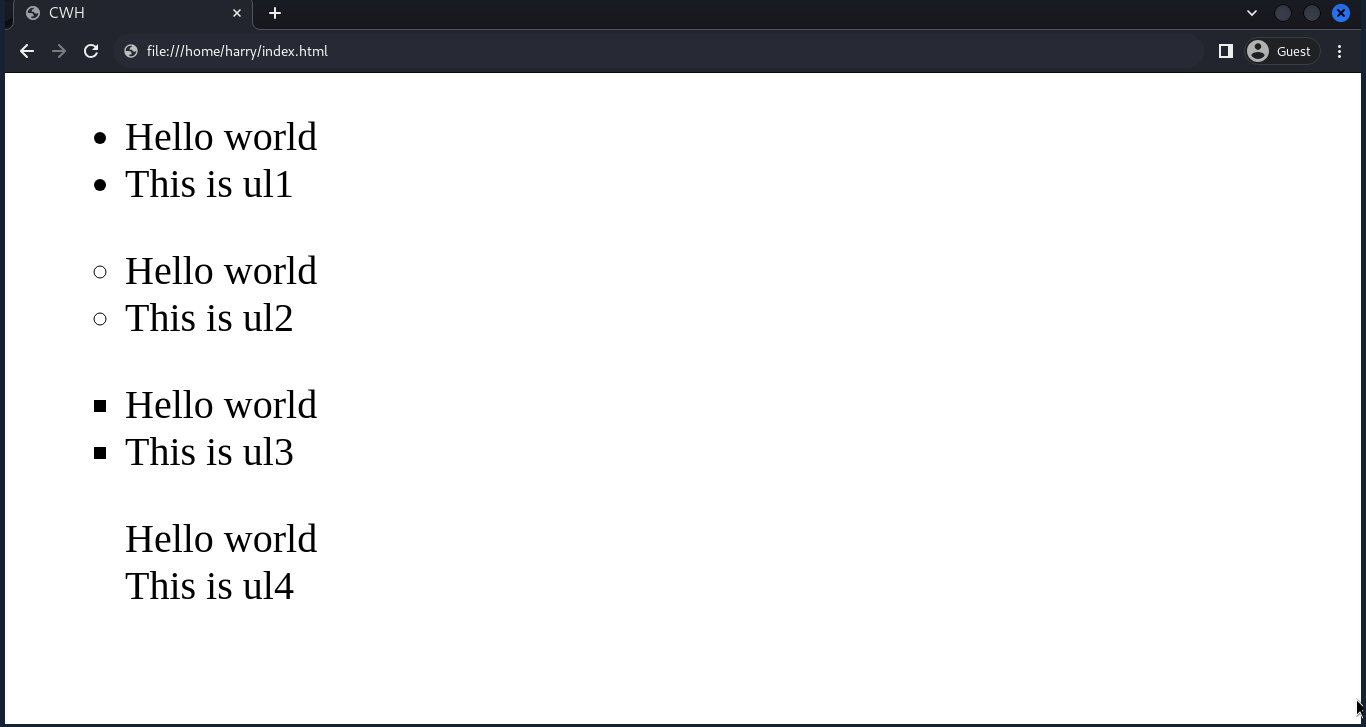 CWH
file:///home/harry/index.html
Guest
Hello world
This is ul1
Hello world
This is ul2
Hello world
This is ul3
Hello world
This is ul4